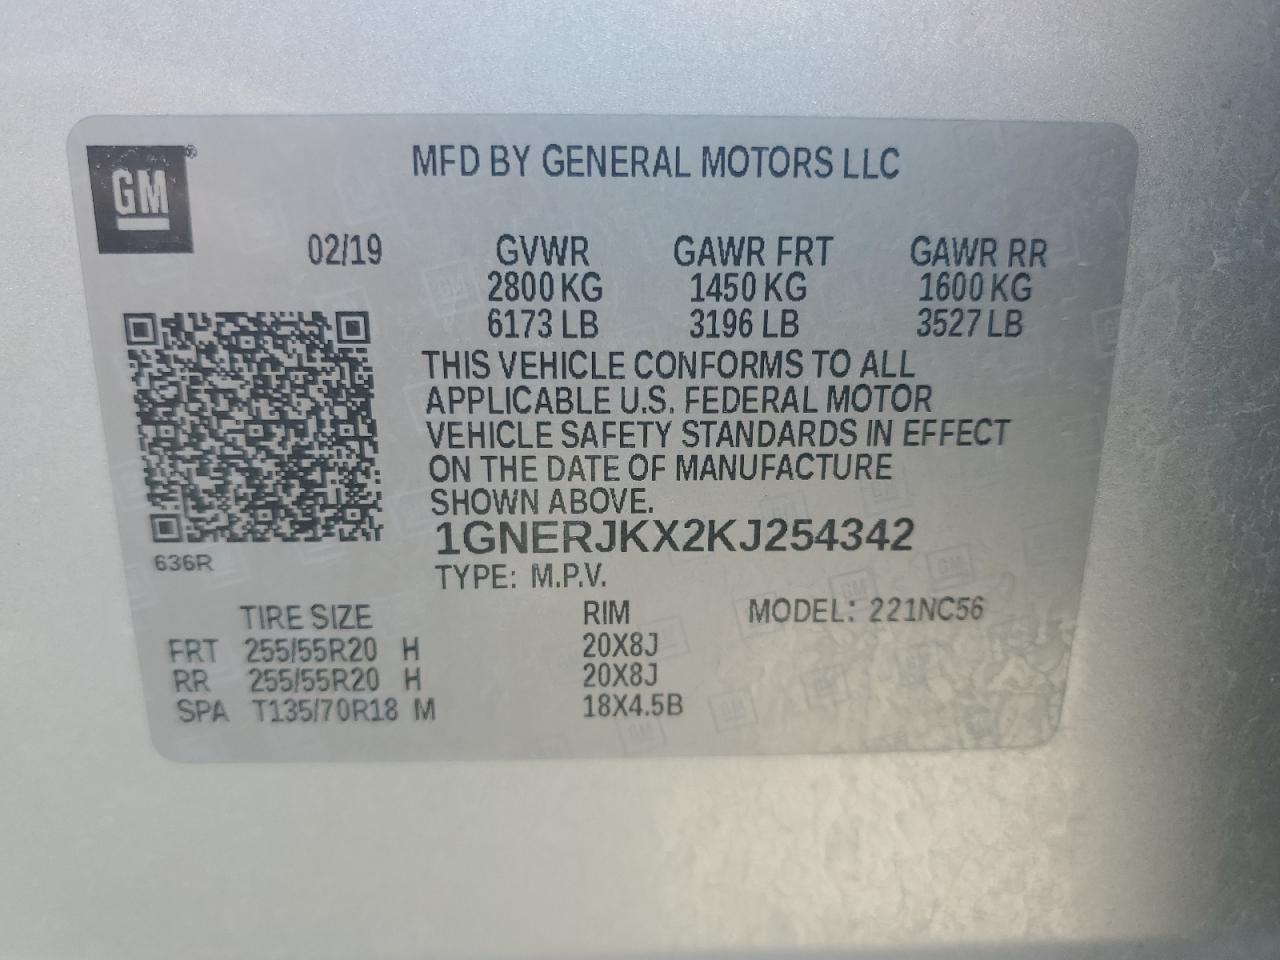 GM®
MFD BY GENERAL MOTORS LLC
02/19 GVWR GAWR FRT GAWR RR
2800 KG 1450 KG 1600 KG
6173 LB 3196 LB 3527 LB
THIS VEHICLE CONFORMS TO ALL
APPLICABLE U.S. FEDERAL MOTOR
VEHICLE SAFETY STANDARDS IN EFFECT
ON THE DATE OF MANUFACTURE
SHOWN ABOVE.
1GNERJKX2KJ254342
636R
TYPE: M.P.V.
TIRE SIZE RIM MODEL: 221NC56
FRT 255/55R20 H 20X8J
RR 255/55R20 H 20X8J
SPA T135/70R18 M 18X4.5B